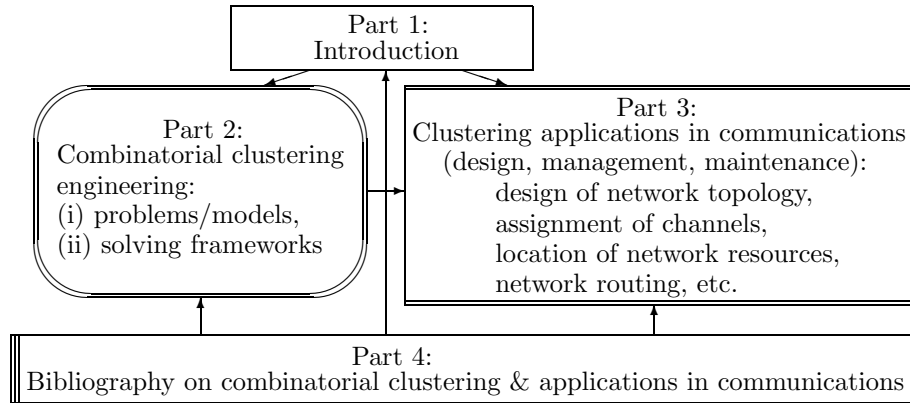 Part 1:
Introduction
Part 2:
Combinatorial clustering
engineering:
(i) problems/models,
(ii) solving frameworks
Part 3:
Clustering applications in communications
(design, management, maintenance):
design of network topology,
assignment of channels,
location of network resources,
network routing, etc.
Part 4:
Bibliography on combinatorial clustering & applications in communications